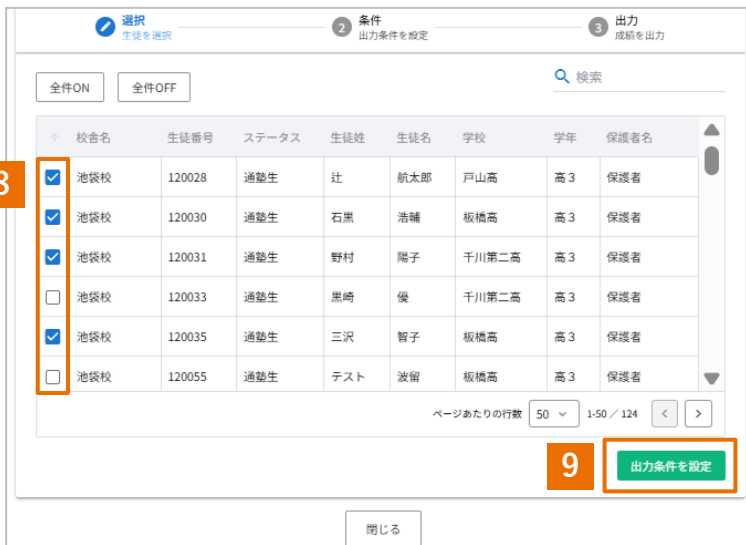 選択
生徒を選択
2
条件
出力条件を設定
3
出力
成績を出力
全件ON
全件OFF
検索
校舎名 生徒番号 ステータス 生徒姓 生徒名 学校 学年 保護者名
8
池袋校 120028 通塾生 辻 航太郎 戸山高 高３ 保護者
池袋校 120030 通塾生 石黒 浩輔 板橋高 高３ 保護者
池袋校 120031 通塾生 野村 陽子 千川第二高 高３ 保護者
池袋校 120033 通塾生 黒崎 優 千川第二高 高３ 保護者
池袋校 120035 通塾生 三沢 智子 板橋高 高３ 保護者
池袋校 120055 通塾生 テスト 波留 板橋高 高３ 保護者
ページあたりの行数 50 1-50 ／ 124
9
出力条件を設定
閉じる